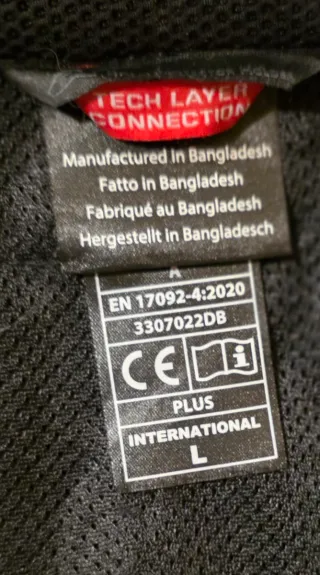 TECH LAYER
CONNECTION
Manufactured in Bangladesh
Fatto in Bangladesh
Fabriqué au Bangladesh
Hergestellt in Bangladesch
A
EN 17092-4:2020
3307022DB
CE i
PLUS
INTERNATIONAL
L